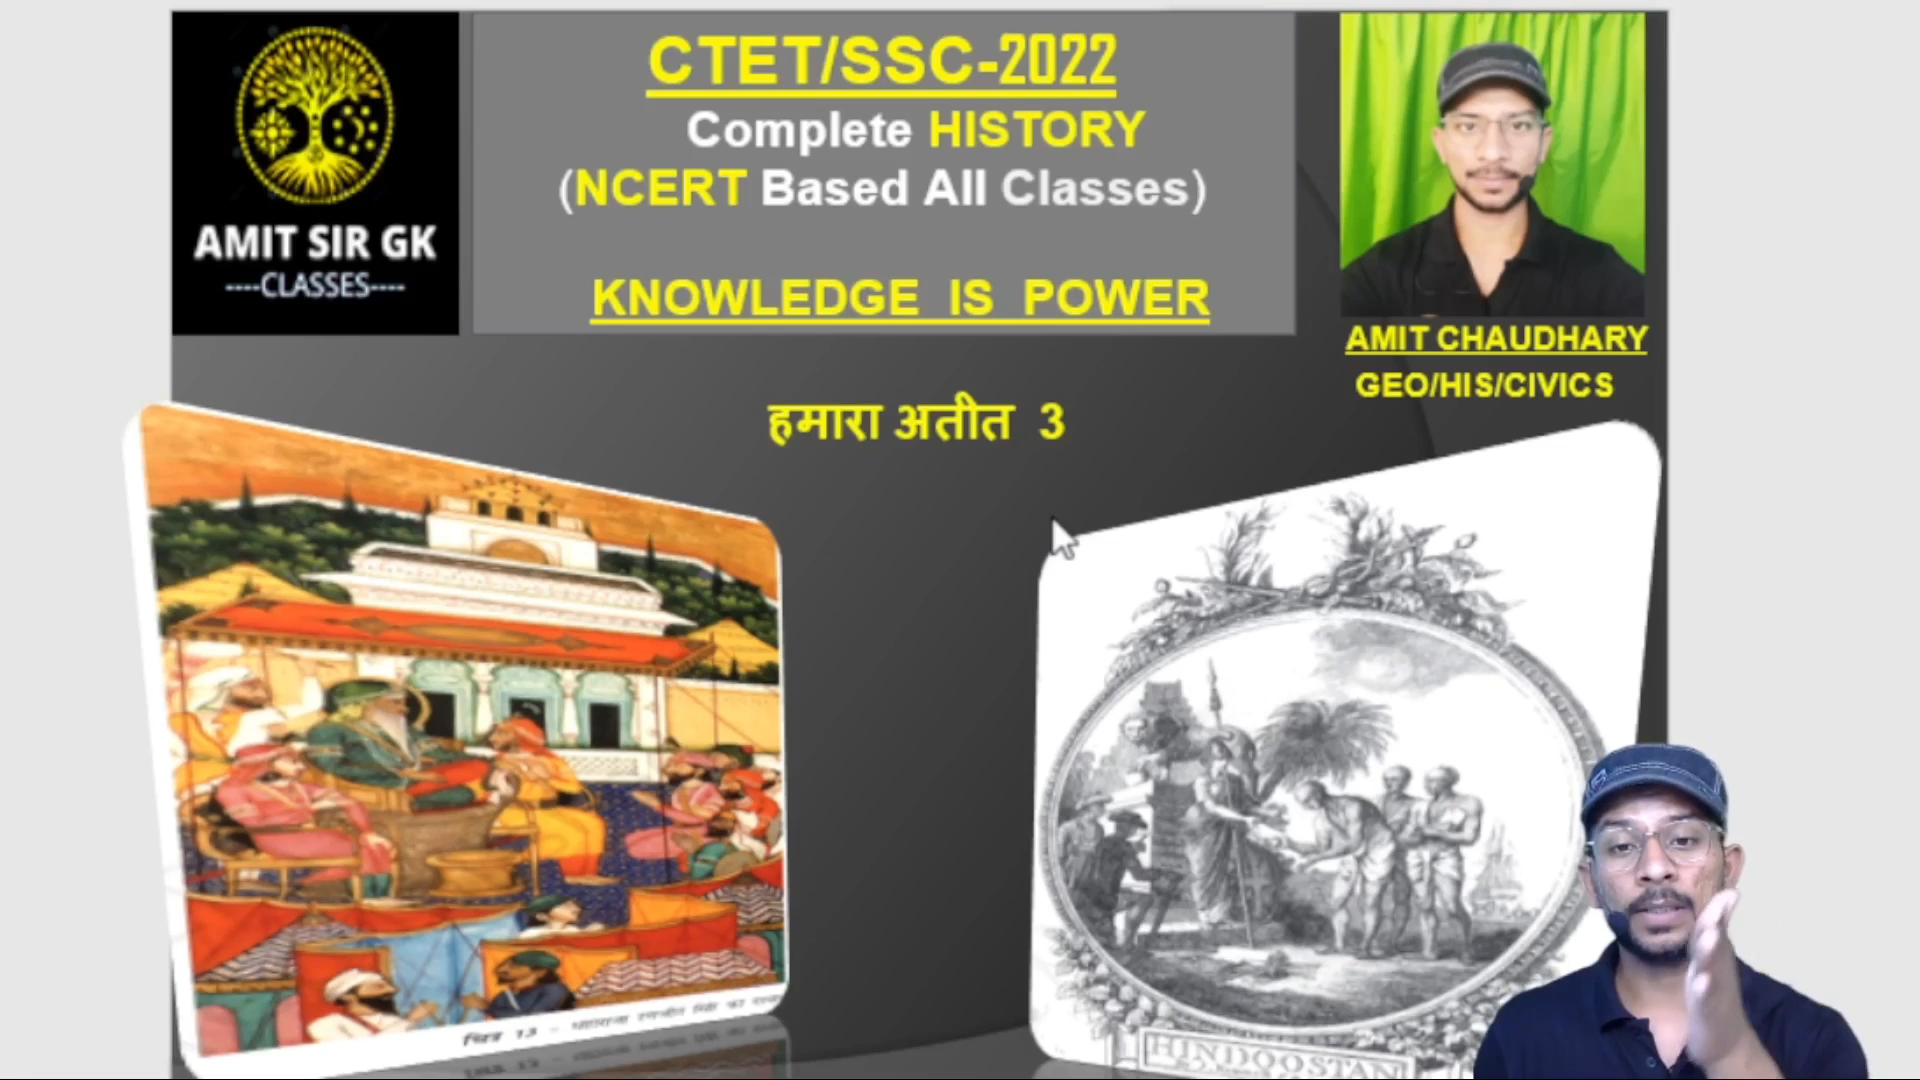 CTET/SSC-2022
Complete HISTORY
(NCERT Based All Classes)
KNOWLEDGE IS POWER
AMIT SIR GK
----CLASSES----
AMIT CHAUDHARY
GEO/HIS/CIVICS
हमारा अतीत 3
चित्र 13 -
HINDOOSTAN